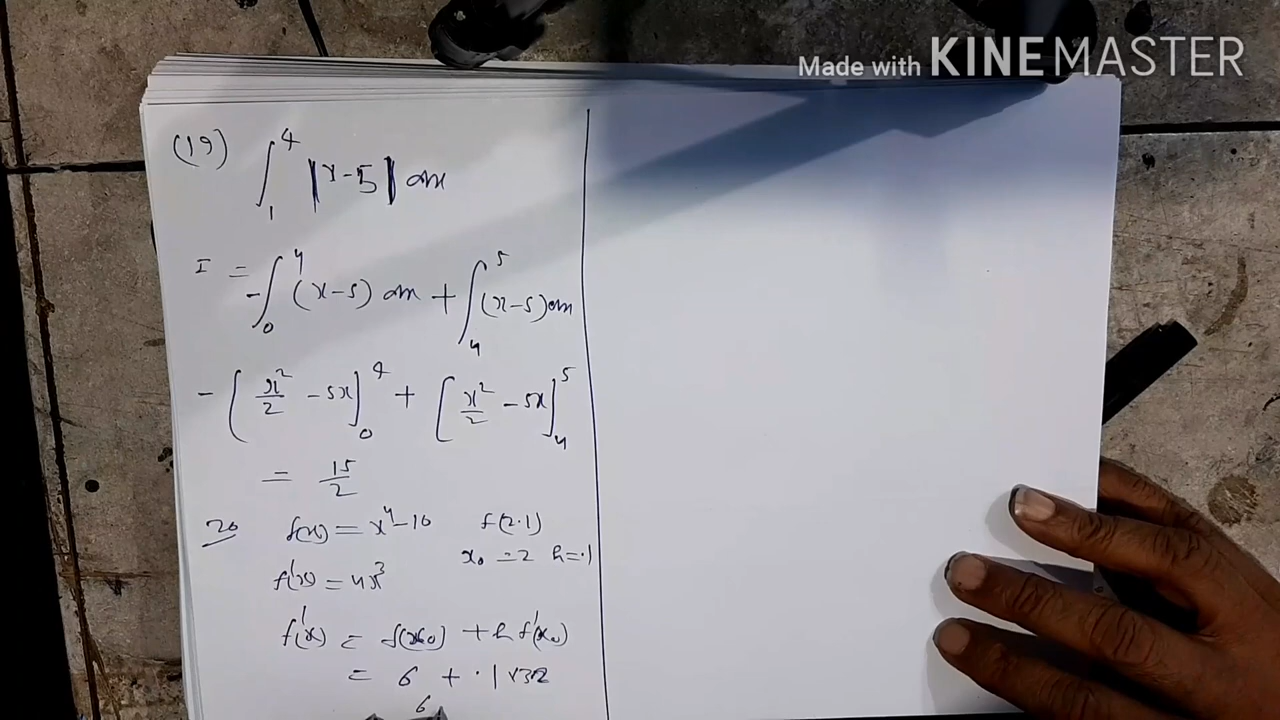 Made with KINEMASTER
(19) ∫₁⁴ |x-5| dx
I = -∫₀⁴ (x-5) dx + ∫₄⁵ (x-5) dx
-[x²/2 - 5x]₀⁴ + [x²/2 - 5x]₄⁵
= 15/2
20 f(x) = x⁴-10 f(2.1)
x₀ = 2 h = .1
f'(x) = 4x³
f'(x) = f(x₀) + h f'(x₀)
= 6 + .1 x 32
6